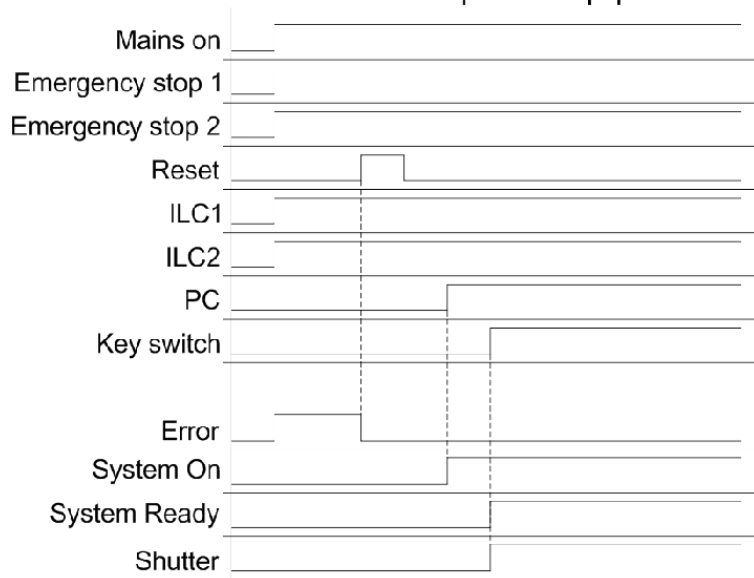 Mains on
Emergency stop 1
Emergency stop 2
Reset
ILC1
ILC2
PC
Key switch
Error
System On
System Ready
Shutter